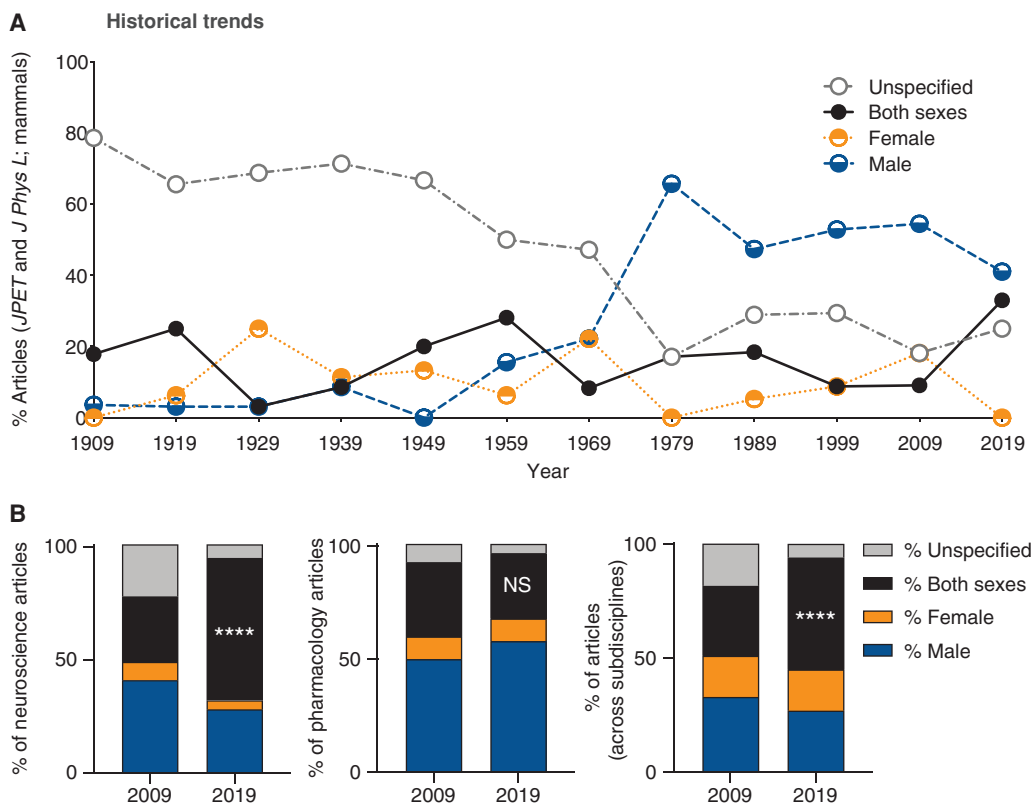 A
Historical trends
% Articles (JPET and J Phys L; mammals)
100
80
60
40
20
0
Unspecified
Both sexes
Female
Male
1909 1919 1929 1939 1949 1959 1969 1979 1989 1999 2009 2019
Year
B
% of neuroscience articles
100
50
0
****
2009 2019
% of pharmacology articles
100
50
0
NS
2009 2019
% of articles
(across subdisciplines)
100
50
0
****
2009 2019
% Unspecified
% Both sexes
% Female
% Male